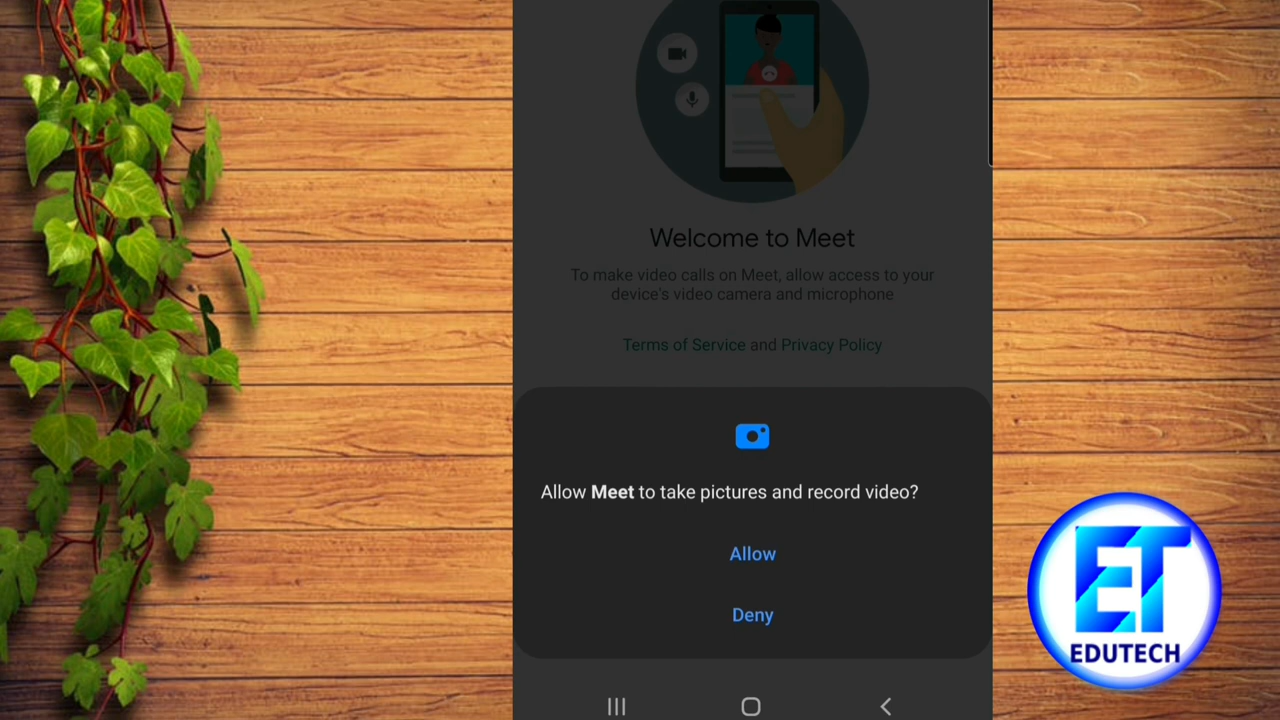 Welcome to Meet
To make video calls on Meet, allow access to your
device's video camera and microphone
Terms of Service and Privacy Policy
Allow Meet to take pictures and record video?
Allow
Deny
ET
EDUTECH